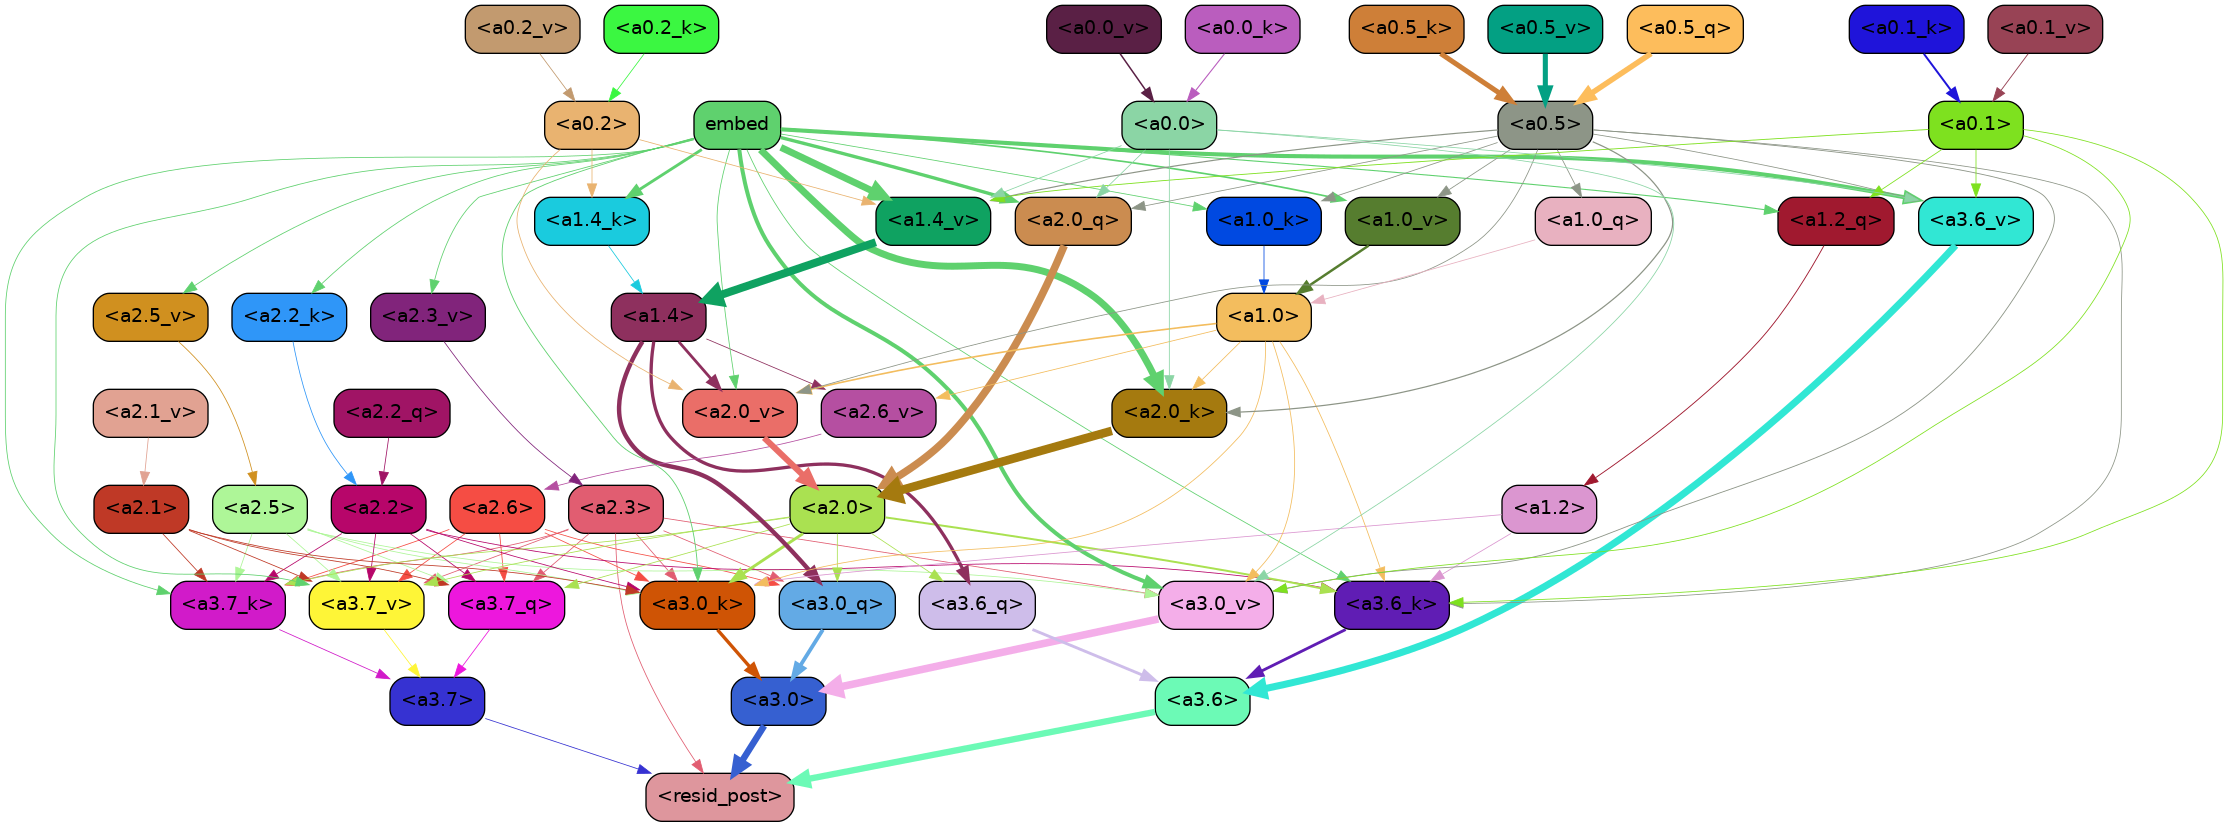 <a0.2_v> <a0.2_k> <a0.0_v> <a0.0_k> <a0.5_k> <a0.5_v> <a0.5_q> <a0.1_k> <a0.1_v>
<a0.2> embed <a0.0> <a0.5> <a0.1>
<a1.4_k> <a1.4_v> <a2.0_q> <a1.0_k> <a1.0_v> <a1.0_q> <a1.2_q> <a3.6_v>
<a2.5_v> <a2.2_k> <a2.3_v> <a1.4> <a1.0>
<a2.1_v> <a2.2_q> <a2.0_v> <a2.6_v> <a2.0_k>
<a2.1> <a2.5> <a2.2> <a2.6> <a2.3> <a2.0> <a1.2>
<a3.7_k> <a3.7_v> <a3.7_q> <a3.0_k> <a3.0_q> <a3.6_q> <a3.0_v> <a3.6_k>
<a3.7> <a3.0> <a3.6>
<resid_post>